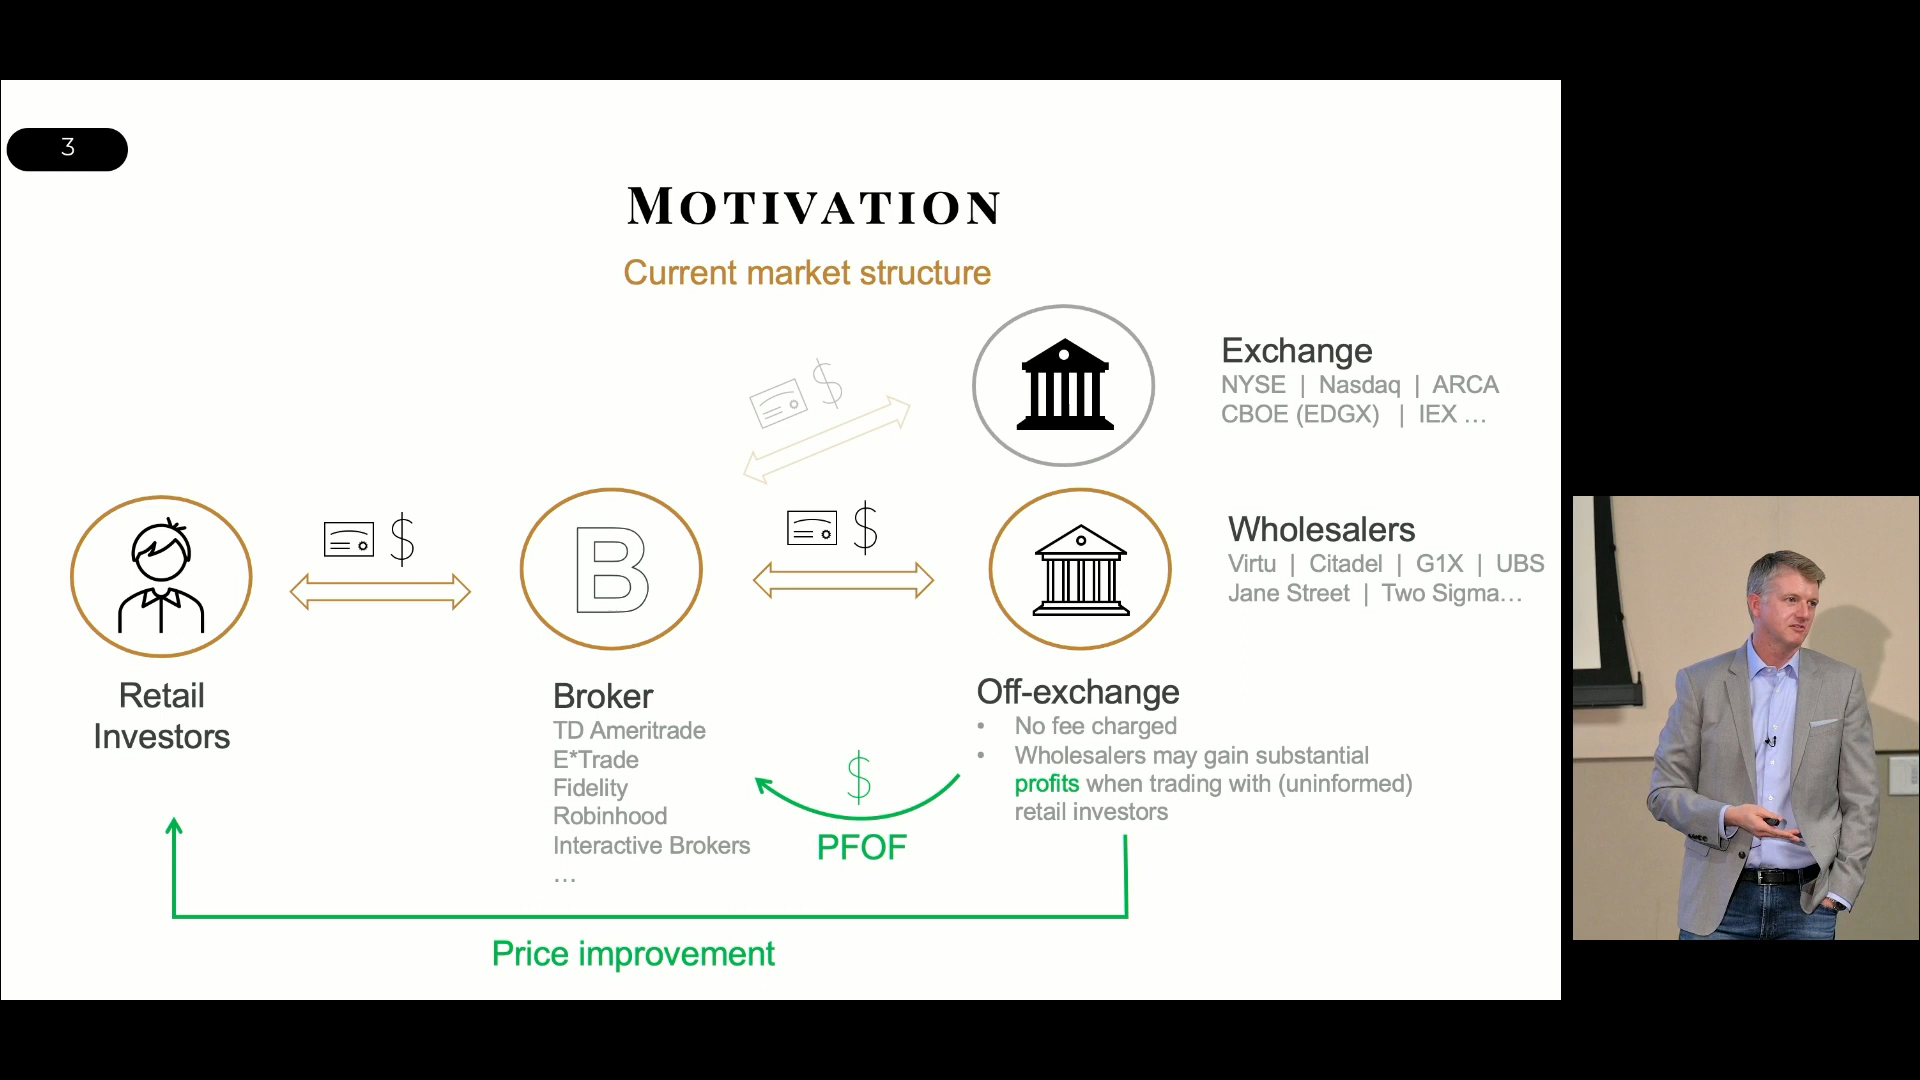 3
MOTIVATION
Current market structure
$
Exchange
NYSE | Nasdaq | ARCA
CBOE (EDGX) | IEX …
$
B
$
Wholesalers
Virtu | Citadel | G1X | UBS
Jane Street | Two Sigma…
Retail
Investors
Broker
TD Ameritrade
E*Trade
Fidelity
Robinhood
Interactive Brokers
…
$
PFOF
Off-exchange
• No fee charged
• Wholesalers may gain substantial
profits when trading with (uninformed)
retail investors
Price improvement